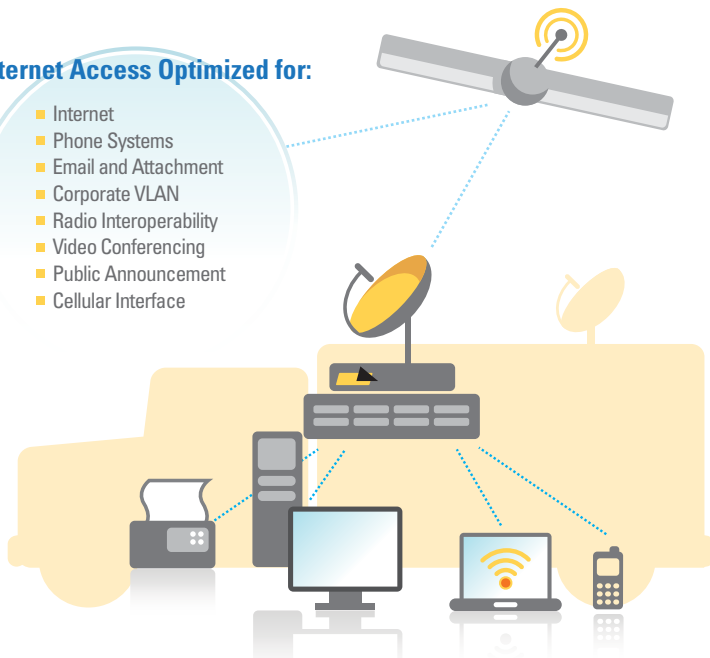 ternet Access Optimized for:
Internet
Phone Systems
Email and Attachment
Corporate VLAN
Radio Interoperability
Video Conferencing
Public Announcement
Cellular Interface